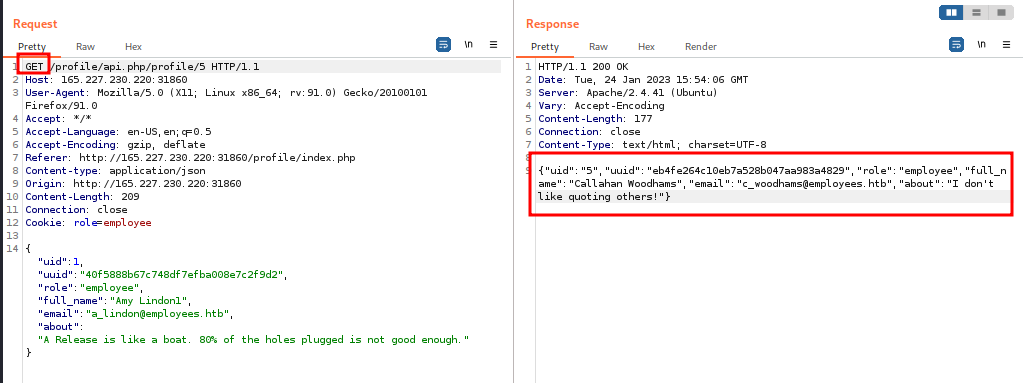 Request
Pretty Raw Hex
\n
1 GET /profile/api.php/profile/5 HTTP/1.1
2 Host: 165.227.230.220:31860
3 User-Agent: Mozilla/5.0 (X11; Linux x86_64; rv:91.0) Gecko/20100101
Firefox/91.0
4 Accept: */*
5 Accept-Language: en-US,en;q=0.5
6 Accept-Encoding: gzip, deflate
7 Referer: http://165.227.230.220:31860/profile/index.php
8 Content-type: application/json
9 Origin: http://165.227.230.220:31860
10 Content-Length: 209
11 Connection: close
12 Cookie: role=employee
13
14 {
"uid":1,
"uuid":"40f5888b67c748df7efba008e7c2f9d2",
"role":"employee",
"full_name":"Amy Lindon1",
"email":"a_lindon@employees.htb",
"about":
"A Release is like a boat. 80% of the holes plugged is not good enough."
}
Response
Pretty Raw Hex Render
\n
1 HTTP/1.1 200 OK
2 Date: Tue, 24 Jan 2023 15:54:06 GMT
3 Server: Apache/2.4.41 (Ubuntu)
4 Vary: Accept-Encoding
5 Content-Length: 177
6 Connection: close
7 Content-Type: text/html; charset=UTF-8
8
9 {"uid":"5","uuid":"eb4fe264c10eb7a528b047aa983a4829","role":"employee","full_n
ame":"Callahan Woodhams","email":"c_woodhams@employees.htb","about":"I don't
like quoting others!"}